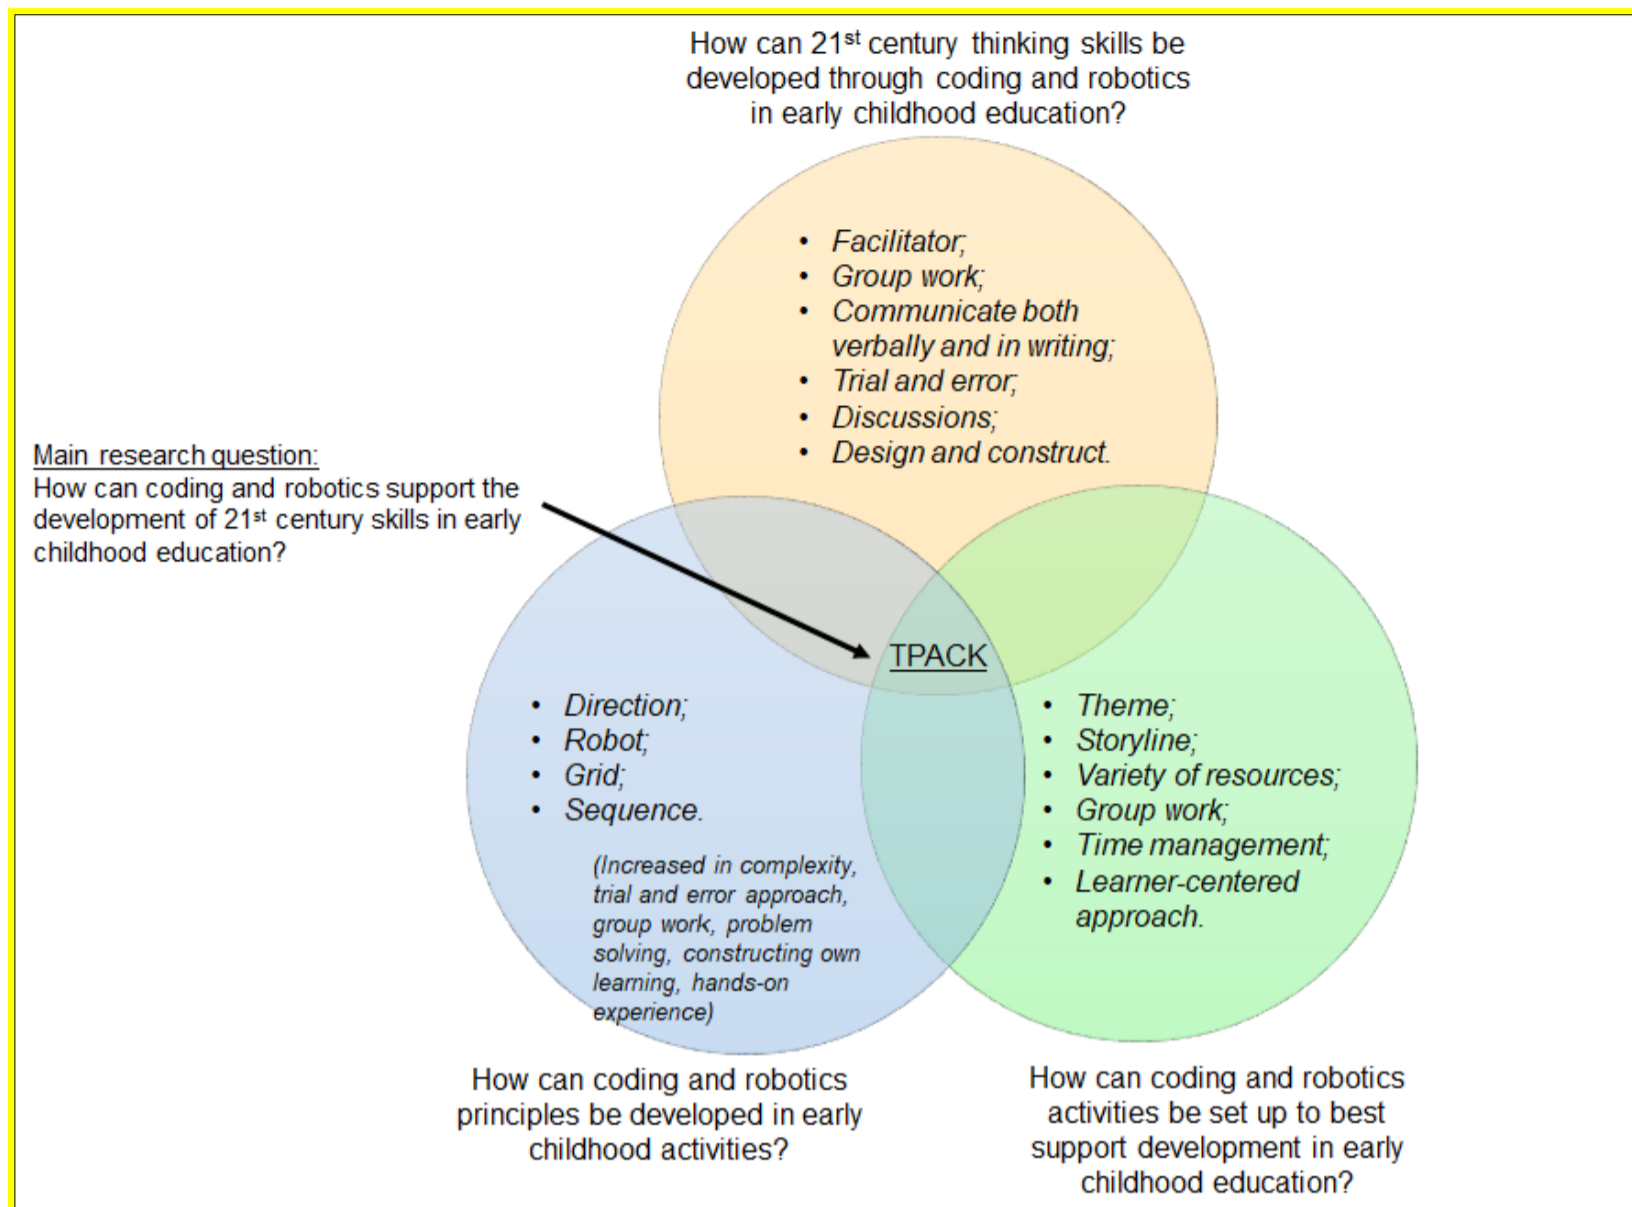 How can 21st century thinking skills be
developed through coding and robotics
in early childhood education?
• Facilitator;
• Group work;
• Communicate both
verbally and in writing;
• Trial and error;
• Discussions;
• Design and construct.
Main research question:
How can coding and robotics support the
development of 21st century skills in early
childhood education?
TPACK
• Direction;
• Robot;
• Grid;
• Sequence.
(Increased in complexity,
trial and error approach,
group work, problem
solving, constructing own
learning, hands-on
experience)
• Theme;
• Storyline;
• Variety of resources;
• Group work;
• Time management;
• Learner-centered
approach.
How can coding and robotics
principles be developed in early
childhood activities?
How can coding and robotics
activities be set up to best
support development in early
childhood education?